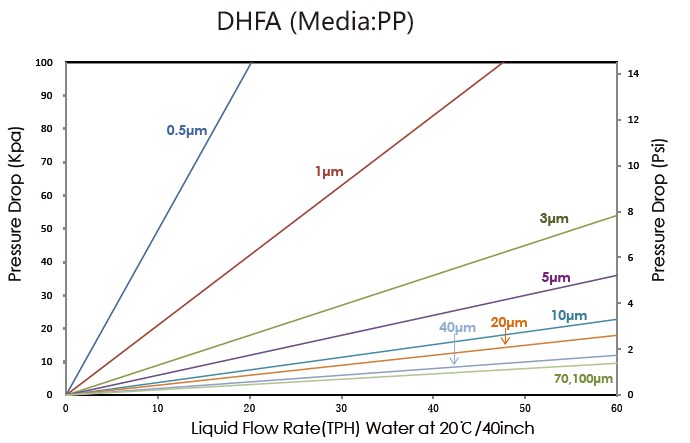 DHFA (Media:PP)
Pressure Drop (Kpa)
100
90
80
70
60
50
40
30
20
10
0
0.5μm
1μm
3μm
5μm
10μm
20μm
40μm
70,100μm
14
12
10
8
6
4
2
0
Pressure Drop (Psi)
0 10 20 30 40 50 60
Liquid Flow Rate(TPH) Water at 20℃/40inch